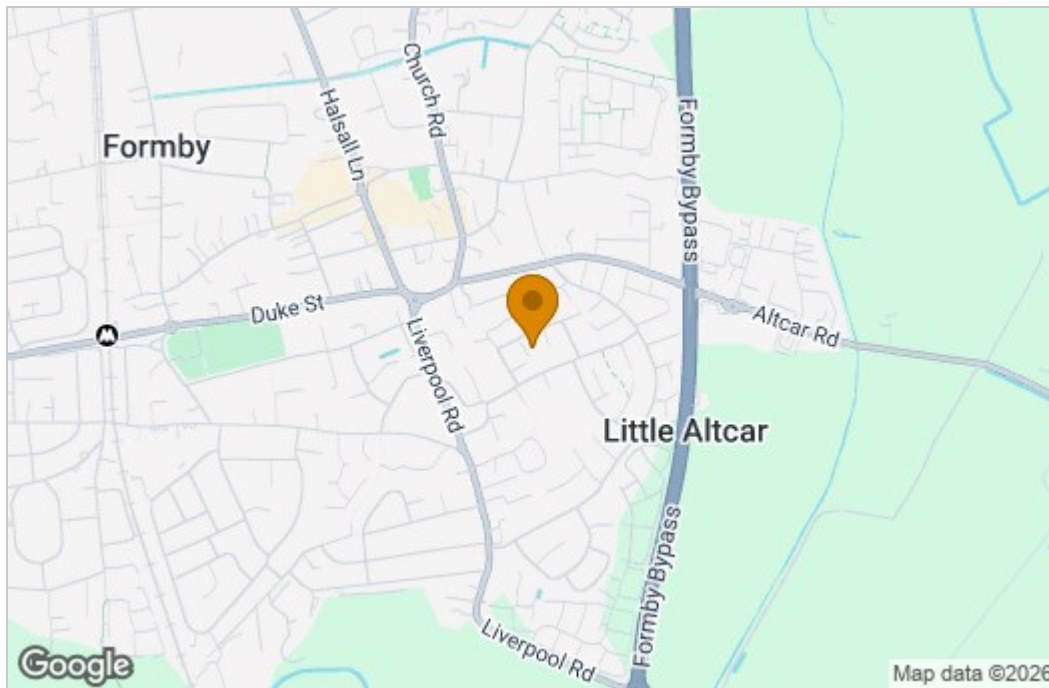 Church Rd
Halsall Ln
Formby
Formby Bypass
Duke St
Altcar Rd
Liverpool Rd
Little Altcar
Formby Bypass
Liverpool Rd
Google
Map data ©2026